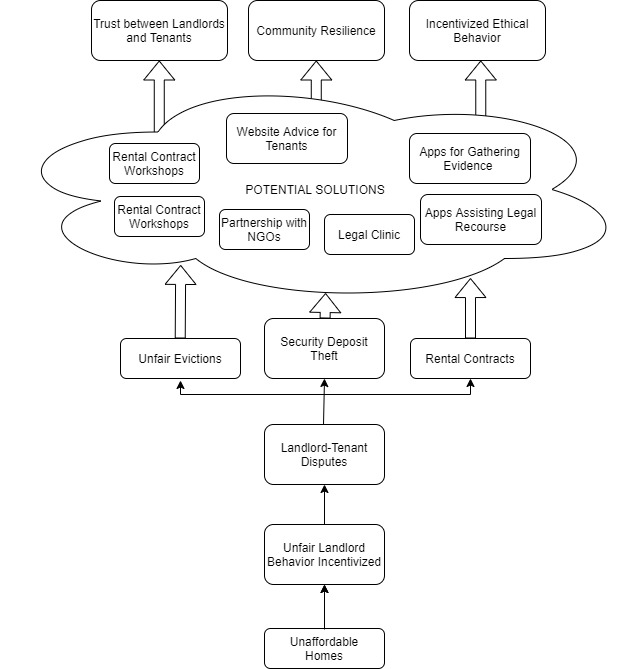 Trust between Landlords
and Tenants
Community Resilience
Incentivized Ethical
Behavior
Website Advice for
Tenants
Rental Contract
Workshops
Apps for Gathering
Evidence
POTENTIAL SOLUTIONS
Rental Contract
Workshops
Partnership with
NGOs
Legal Clinic
Apps Assisting Legal
Recourse
Unfair Evictions
Security Deposit
Theft
Rental Contracts
Landlord-Tenant
Disputes
Unfair Landlord
Behavior Incentivized
Unaffordable
Homes